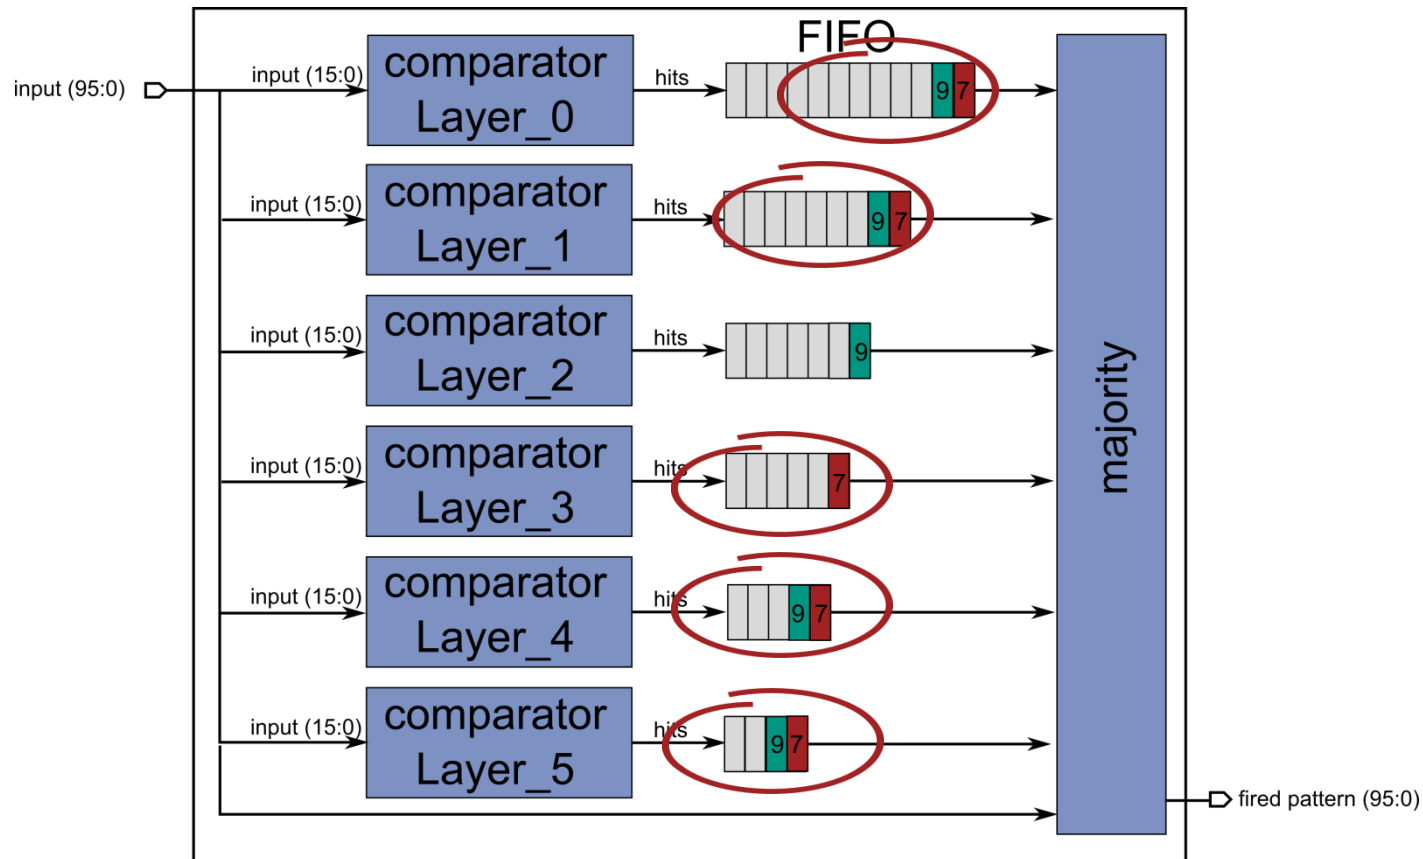 FIFO
input (95:0)
input (15:0)
comparator
Layer_0
hits
9 7
input (15:0)
comparator
Layer_1
hits
9 7
input (15:0)
comparator
Layer_2
hits
9
input (15:0)
comparator
Layer_3
hits
7
input (15:0)
comparator
Layer_4
hits
9 7
input (15:0)
comparator
Layer_5
hits
9 7
majority
fired pattern (95:0)